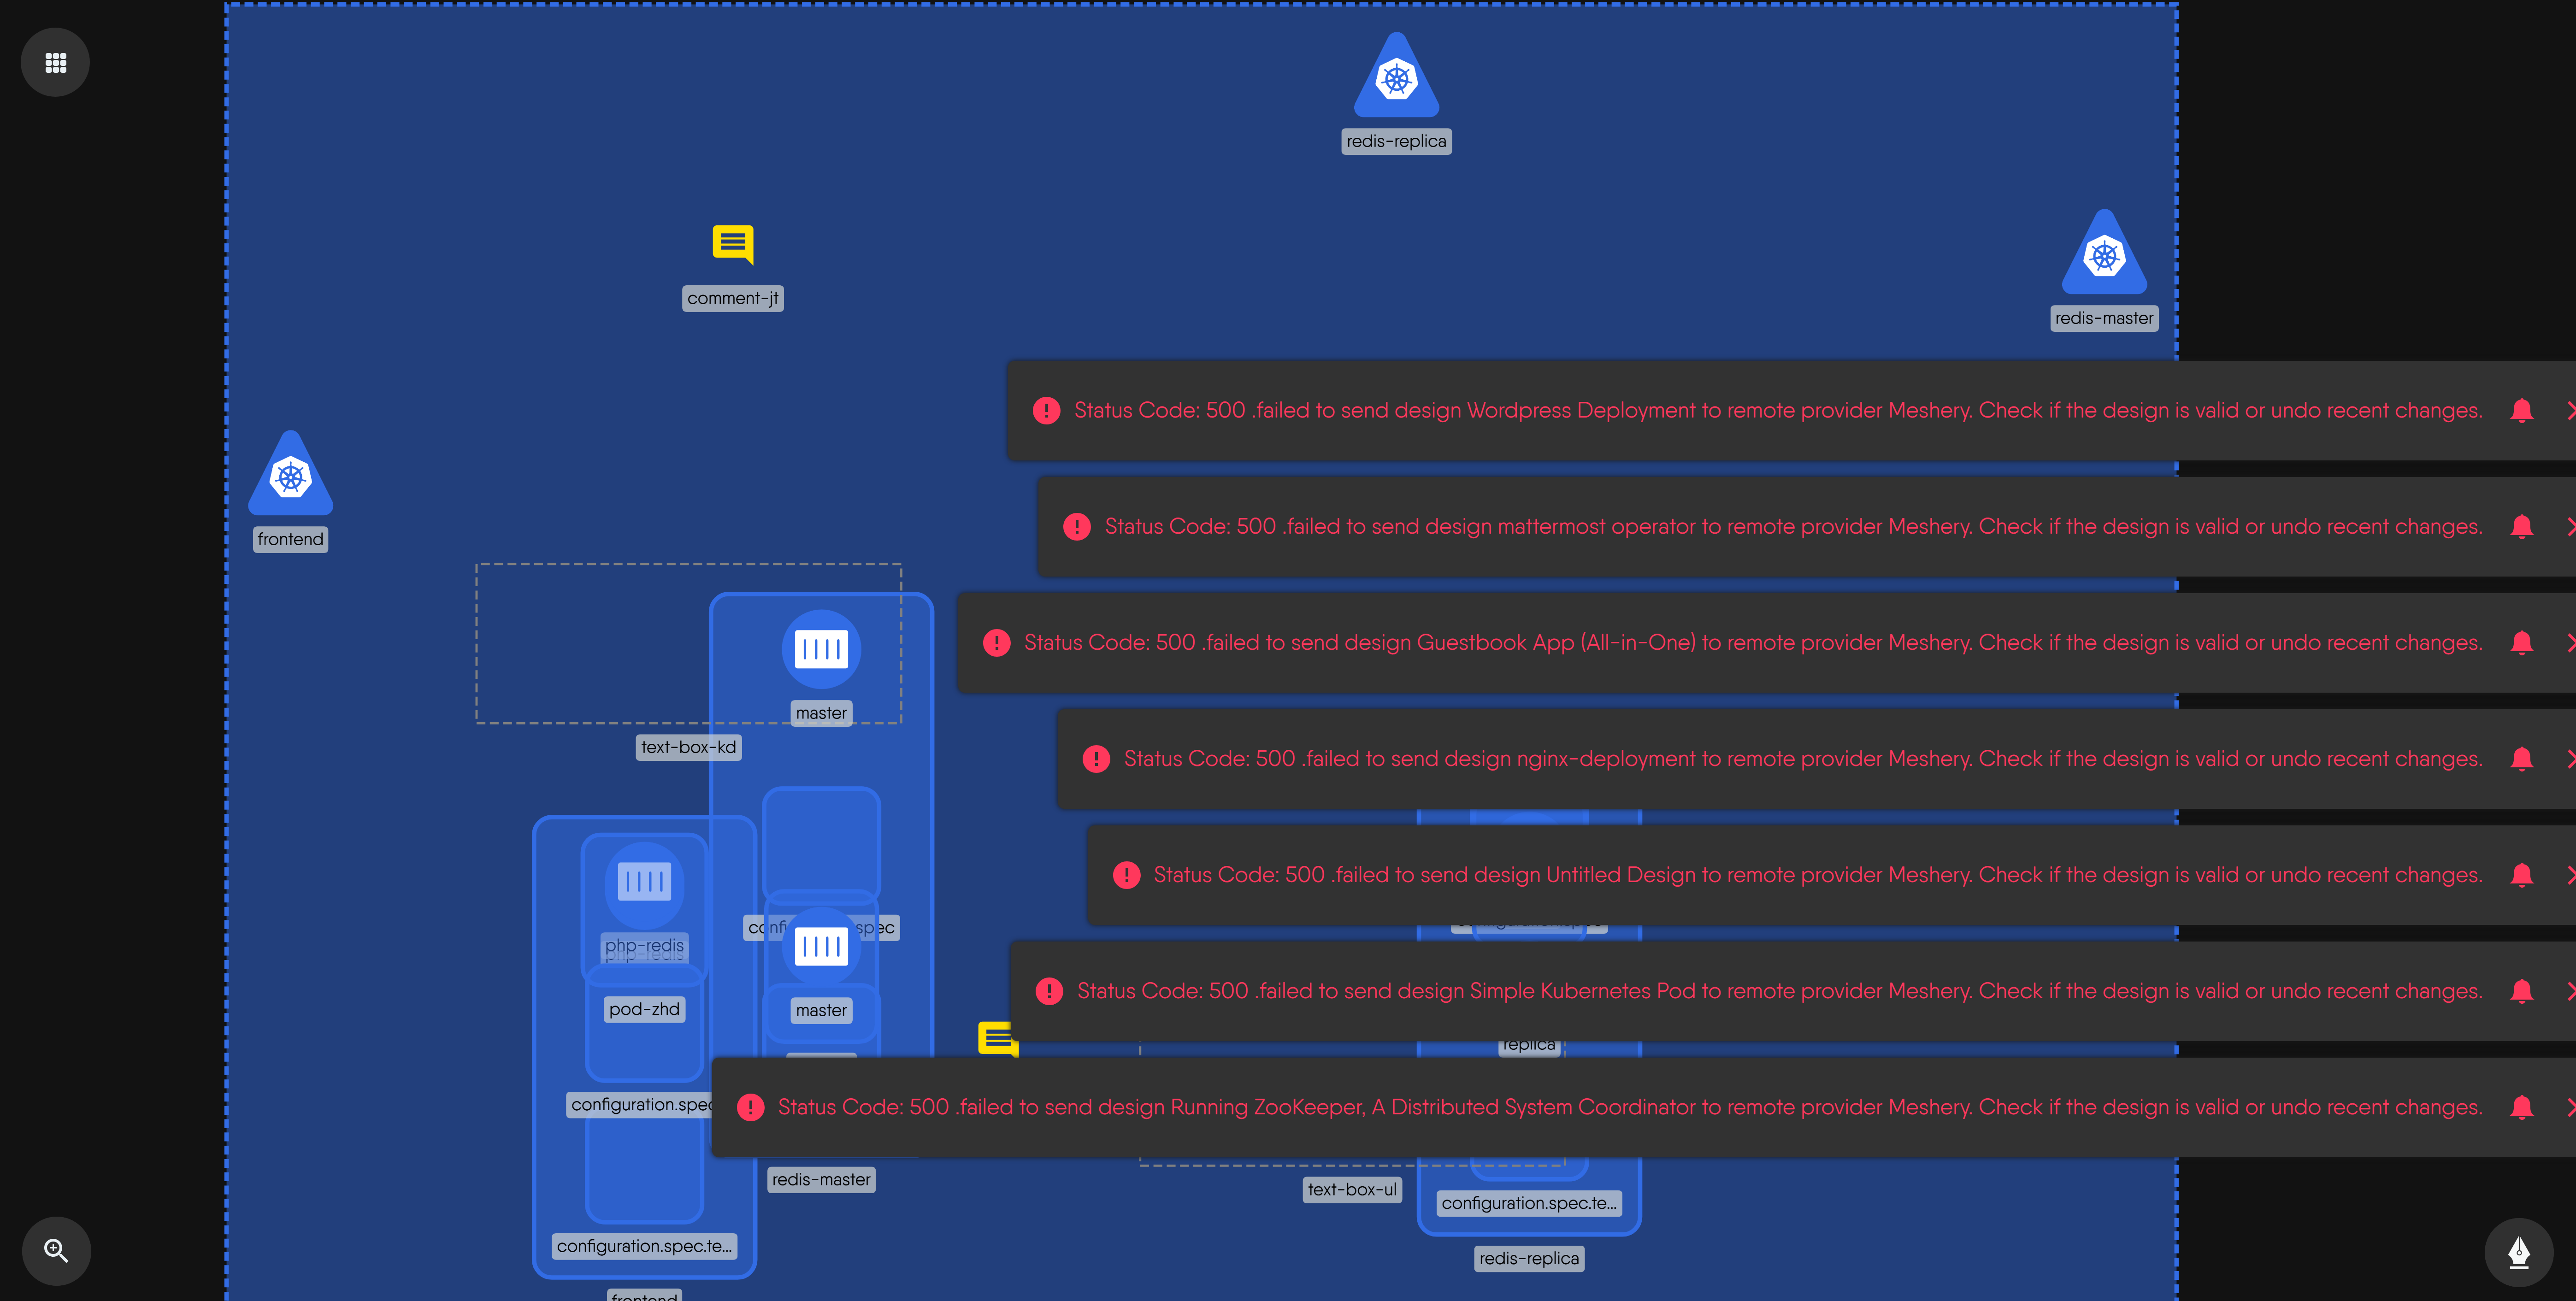 redis-replica
comment-jt
redis-master
Status Code: 500 .failed to send design Wordpress Deployment to remote provider Meshery. Check if the design is valid or undo recent changes.
frontend
Status Code: 500 .failed to send design mattermost operator to remote provider Meshery. Check if the design is valid or undo recent changes.
Status Code: 500 .failed to send design Guestbook App (All-in-One) to remote provider Meshery. Check if the design is valid or undo recent changes.
master
text-box-kd
Status Code: 500 .failed to send design nginx-deployment to remote provider Meshery. Check if the design is valid or undo recent changes.
Status Code: 500 .failed to send design Untitled Design to remote provider Meshery. Check if the design is valid or undo recent changes.
php-redis
Status Code: 500 .failed to send design Simple Kubernetes Pod to remote provider Meshery. Check if the design is valid or undo recent changes.
pod-zhd
master
replica
configuration.spec
Status Code: 500 .failed to send design Running ZooKeeper, A Distributed System Coordinator to remote provider Meshery. Check if the design is valid or undo recent changes.
redis-master
text-box-ul
configuration.spec.te...
configuration.spec.te...
redis-replica
frontend